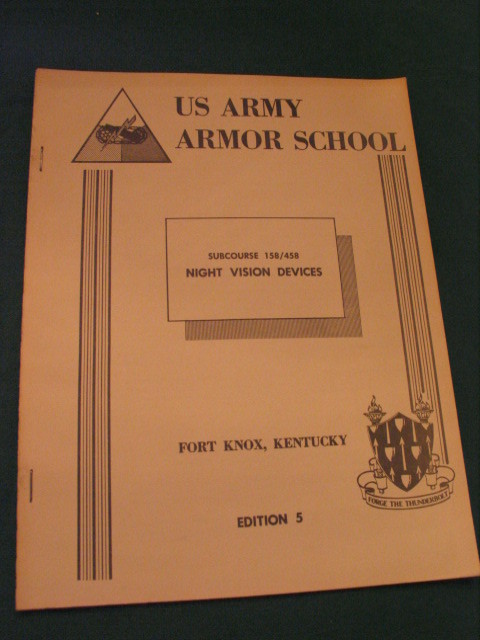 US ARMY
ARMOR SCHOOL
SUBCOURSE 158/458
NIGHT VISION DEVICES
FORT KNOX, KENTUCKY
FORGE THE THUNDERBOLT
EDITION 5